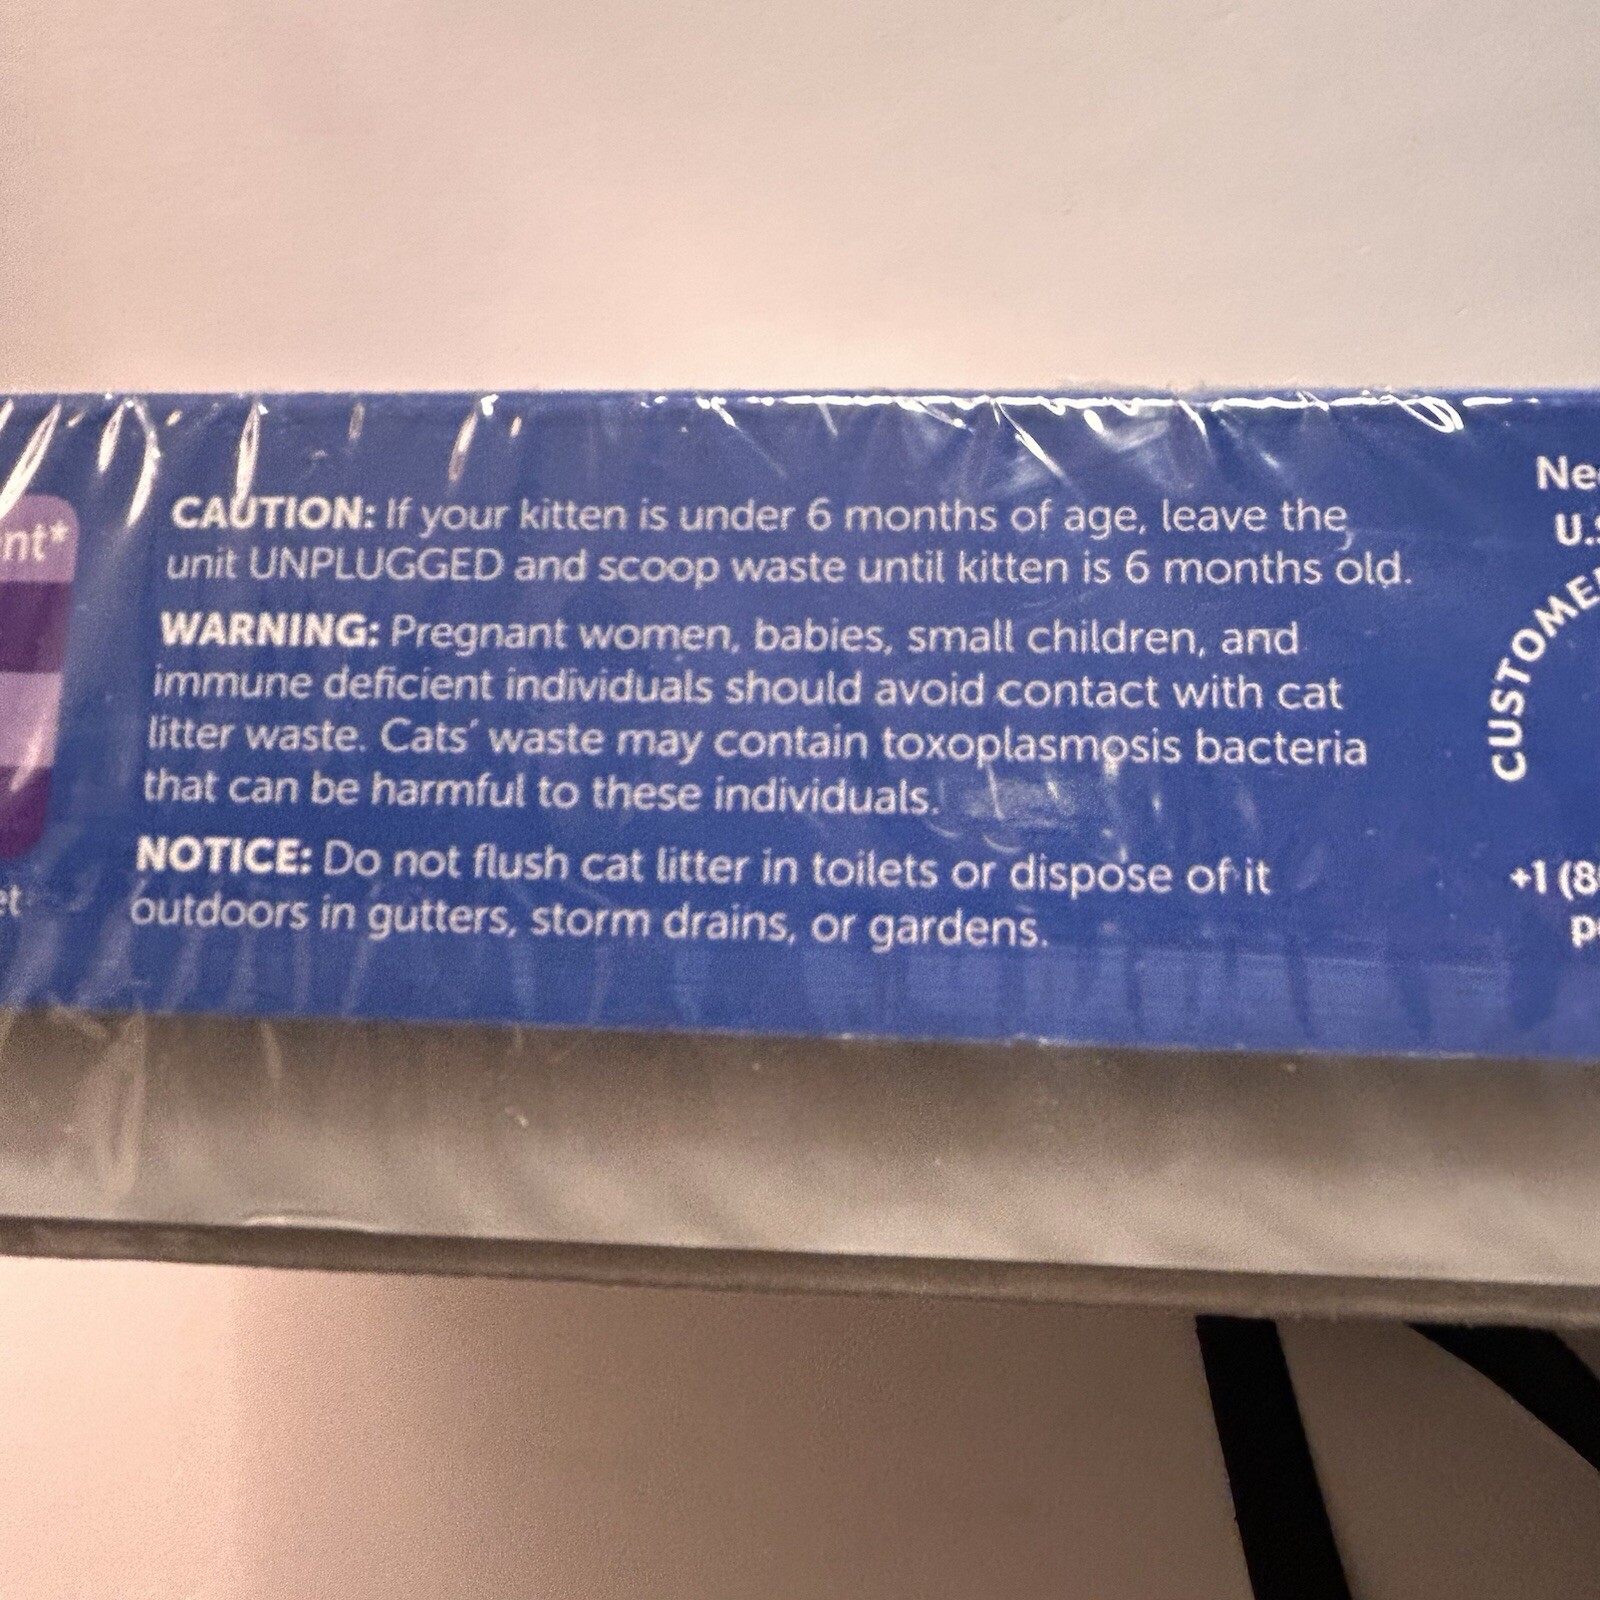 CAUTION: If your kitten is under 6 months of age, leave the
unit UNPLUGGED and scoop waste until kitten is 6 months old.
WARNING: Pregnant women, babies, small children, and
immune deficient individuals should avoid contact with cat
litter waste. Cats' waste may contain toxoplasmosis bacteria
that can be harmful to these individuals.
NOTICE: Do not flush cat litter in toilets or dispose of it
outdoors in gutters, storm drains, or gardens.